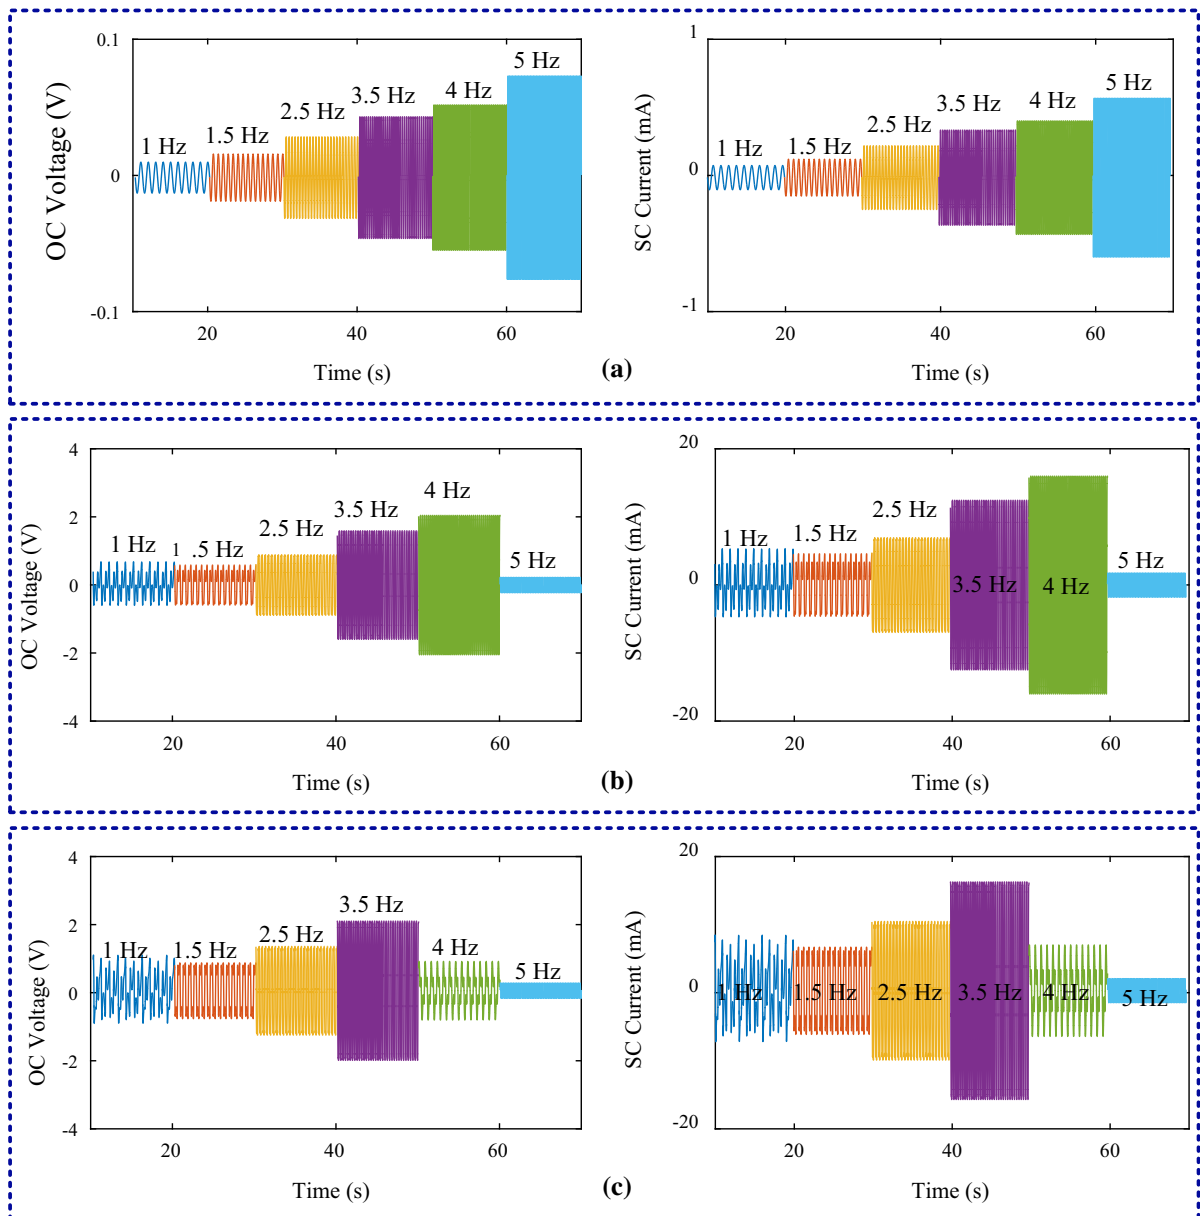 0.1
0
-0.1
OC Voltage (V)
1 Hz
1.5 Hz
2.5 Hz
3.5 Hz
4 Hz
5 Hz
20
40
60
Time (s)
1
0
-1
SC Current (mA)
1 Hz
1.5 Hz
2.5 Hz
3.5 Hz
4 Hz
5 Hz
20
40
60
Time (s)
(a)
4
2
0
-2
-4
OC Voltage (V)
1 Hz
1 .5 Hz
2.5 Hz
3.5 Hz
4 Hz
5 Hz
20
40
60
Time (s)
20
0
-20
SC Current (mA)
1 Hz
1.5 Hz
2.5 Hz
3.5 Hz
4 Hz
5 Hz
20
40
60
Time (s)
(b)
4
2
0
-2
-4
OC Voltage (V)
1 Hz
1.5 Hz
2.5 Hz
3.5 Hz
4 Hz
5 Hz
20
40
60
Time (s)
20
0
-20
SC Current (mA)
1 Hz
1.5 Hz
2.5 Hz
3.5 Hz
4 Hz
5 Hz
20
40
60
Time (s)
(c)